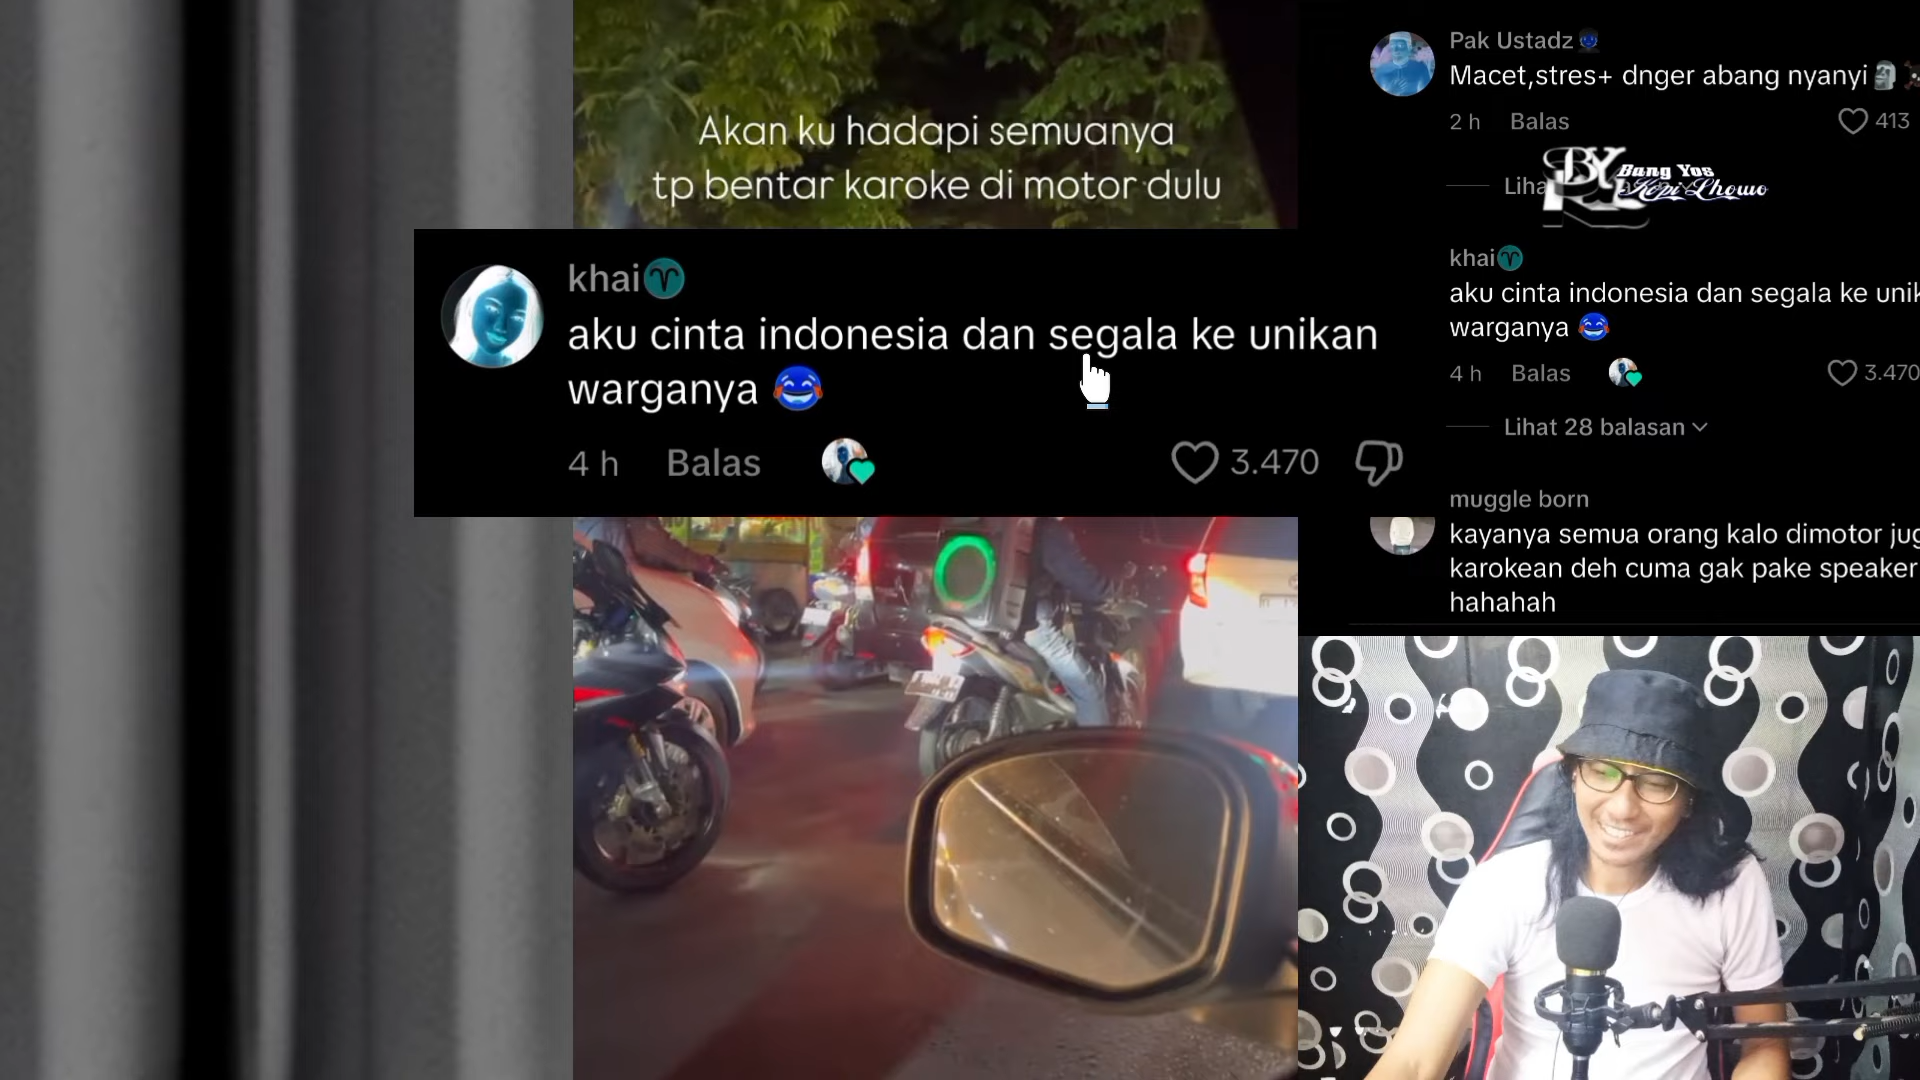 Akan ku hadapi semuanya
tp bentar karoke di motor dulu
khai
aku cinta indonesia dan segala ke unikan
warganya 😂
4 h Balas 3.470
Pak Ustadz
Macet,stres+ dnger abang nyanyi🗿
2 h Balas 413
Bang Yos
Kopi Lhowo
khai
aku cinta indonesia dan segala ke
warganya 😂
4 h Balas 3.470
Lihat 28 balasan
muggle born
kayanya semua orang kalo dimotor
karokean deh cuma gak pake speaker
hahahah